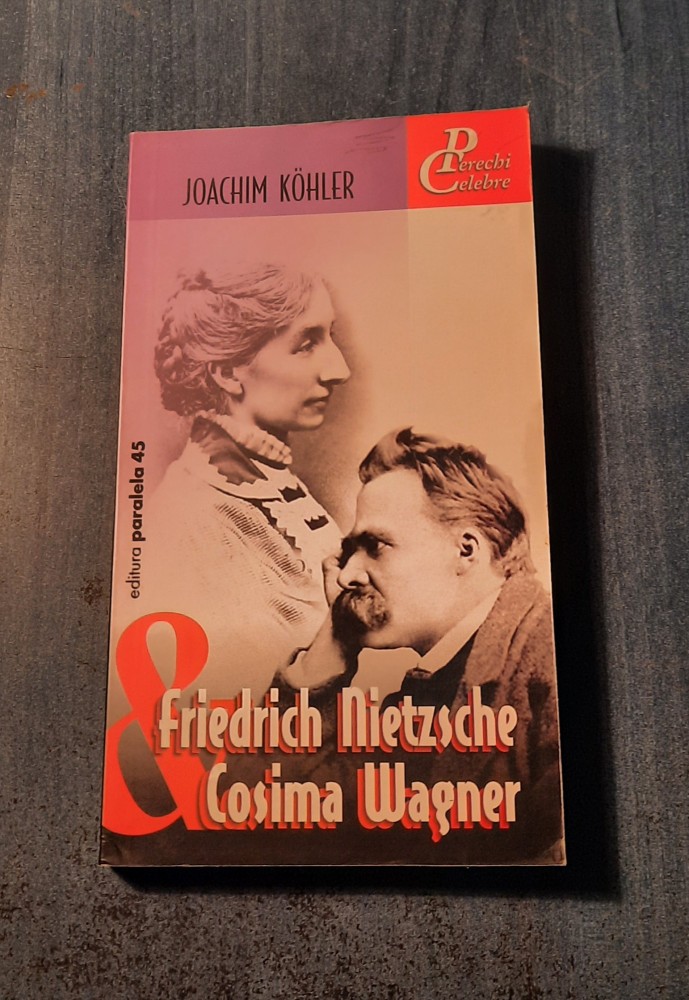 JOACHIM KÖHLER
Perechi
Celebre
editura paralela 45
&
Friedrich Nietzsche
Cosima Wagner